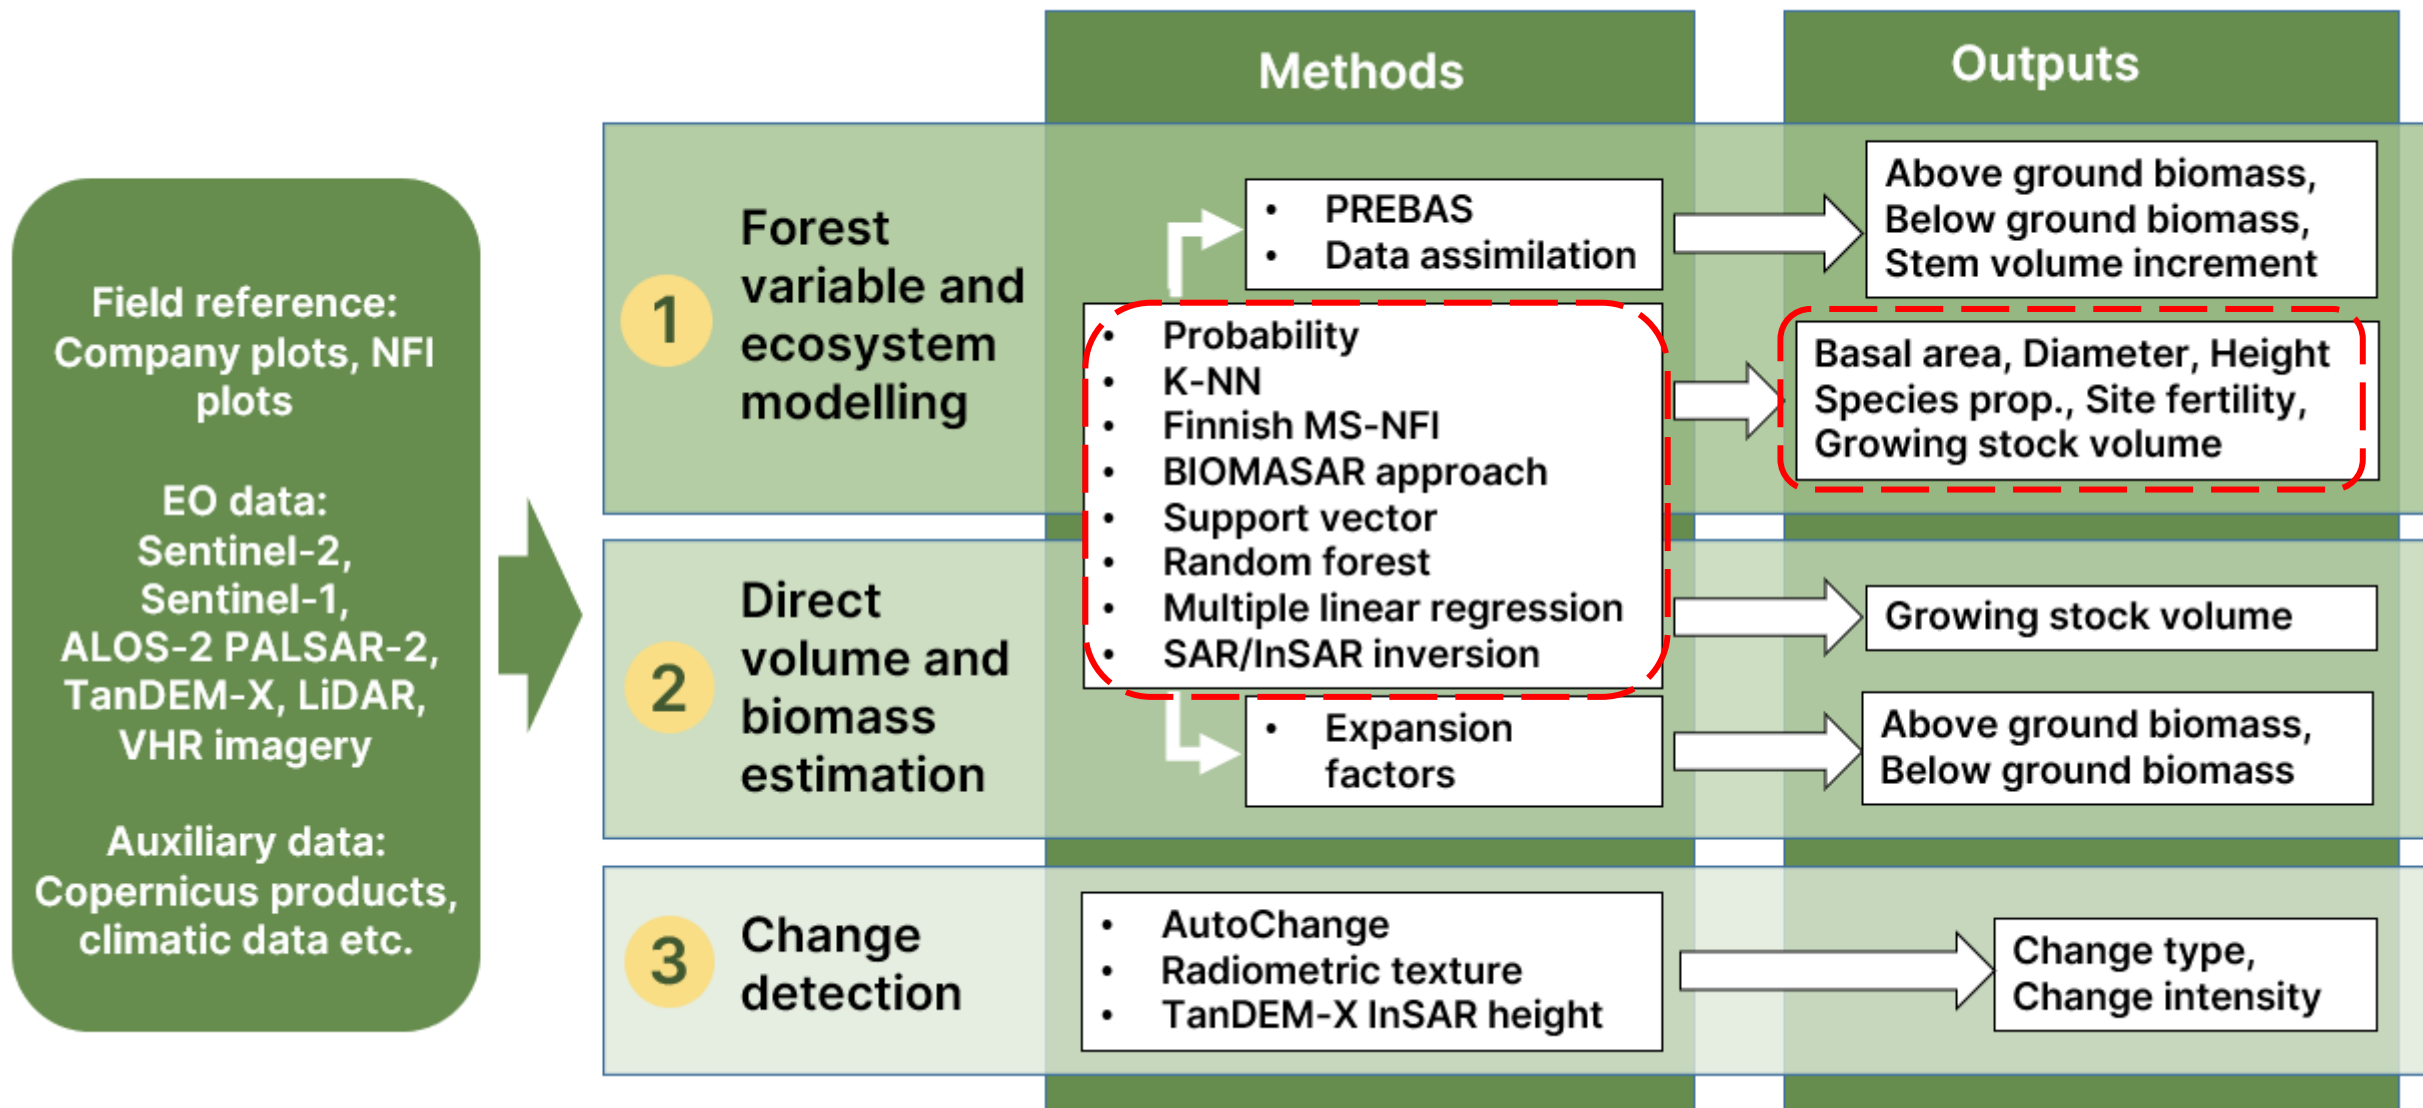 Methods
Outputs
Field reference:
Company plots, NFI
plots
EO data:
Sentinel-2,
Sentinel-1,
ALOS-2 PALSAR-2,
TanDEM-X, LiDAR,
VHR imagery
Auxiliary data:
Copernicus products,
climatic data etc.
1
Forest
variable and
ecosystem
modelling
• PREBAS
• Data assimilation
Above ground biomass,
Below ground biomass,
Stem volume increment
• Probability
• K-NN
• Finnish MS-NFI
• BIOMASAR approach
• Support vector
• Random forest
• Multiple linear regression
• SAR/InSAR inversion
Basal area, Diameter, Height
Species prop., Site fertility,
Growing stock volume
2
Direct
volume and
biomass
estimation
Growing stock volume
• Expansion
factors
Above ground biomass,
Below ground biomass
3
Change
detection
• AutoChange
• Radiometric texture
• TanDEM-X InSAR height
Change type,
Change intensity